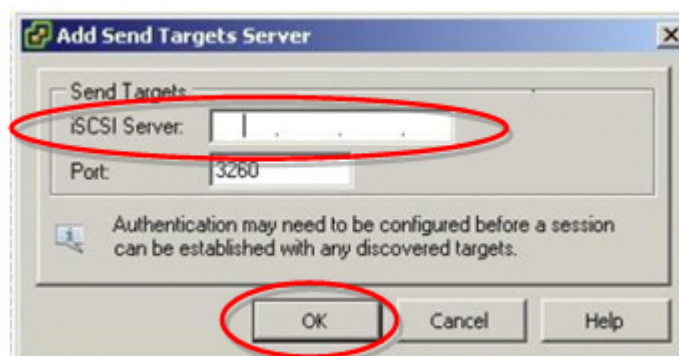 Add Send Targets Server
Send Targets
iSCSI Server: . . .
Port: 3260
Authentication may need to be configured before a session
can be established with any discovered targets.
OK Cancel Help